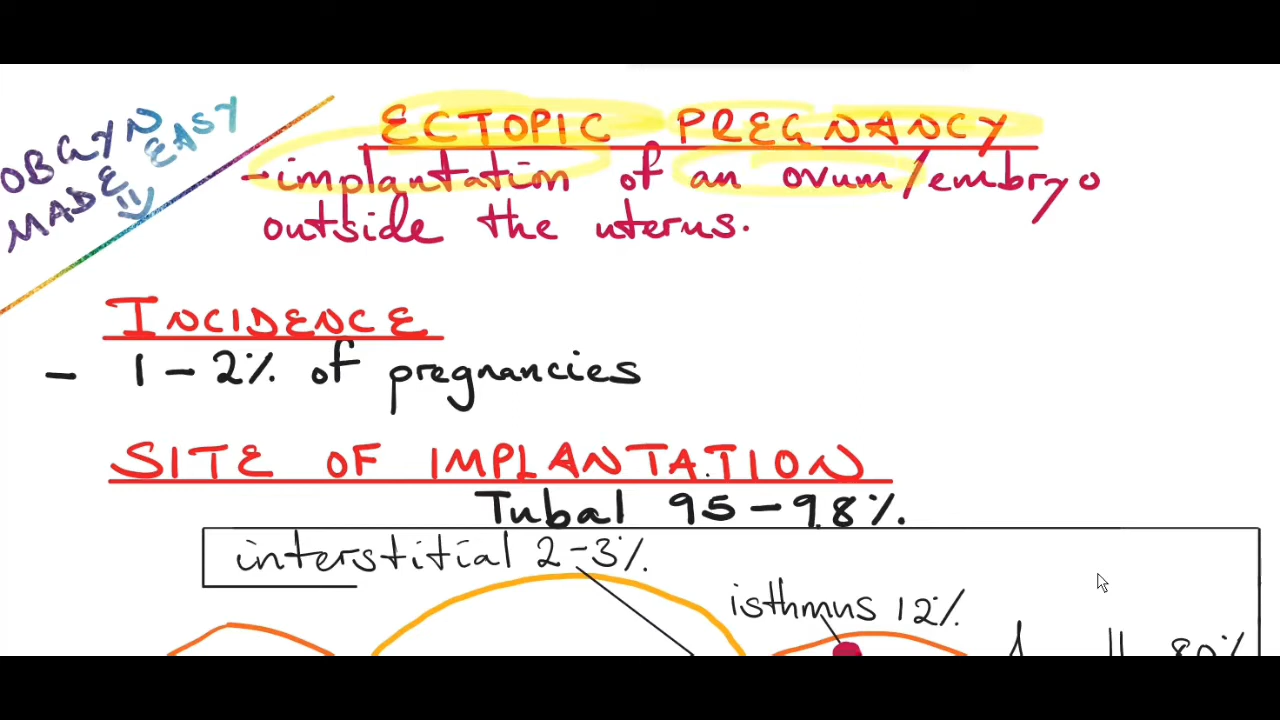 OBGYN
MADE EASY
ECTOPIC PREGNANCY
-implantation of an ovum/embryo
outside the uterus.
INCIDENCE
- 1-2% of pregnancies
SITE OF IMPLANTATION
Tubal 95-98%.
interstitial 2-3%.
isthmus 12%
80%